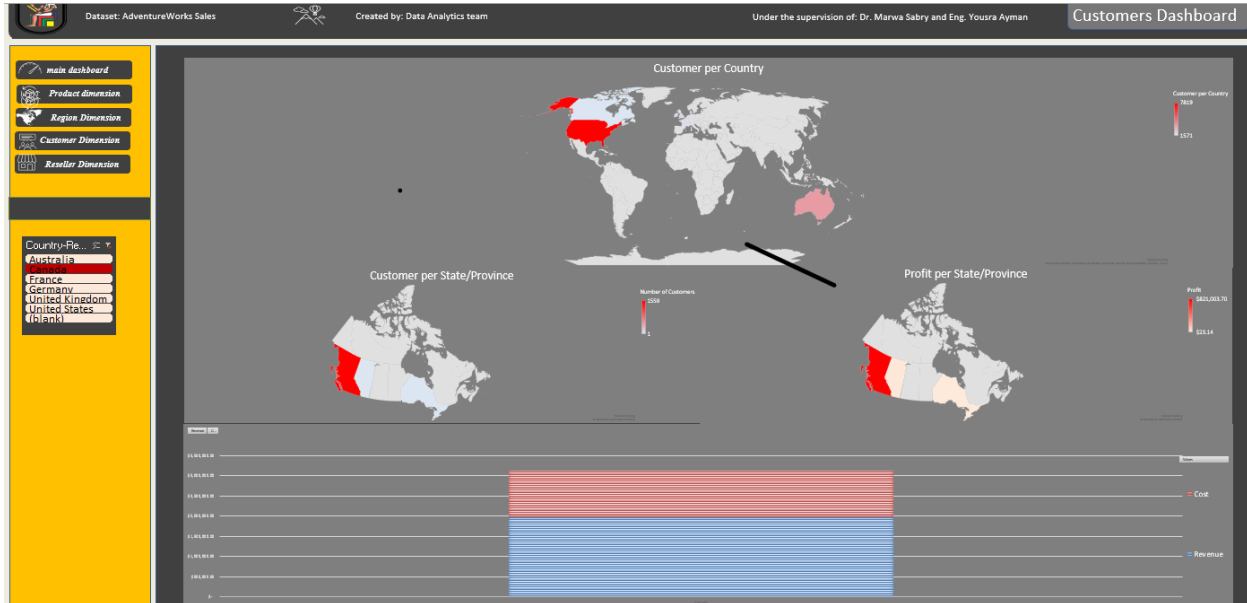 Dataset: AdventureWorks Sales
Created by: Data Analytics team
Under the supervision of: Dr. Marwa Sabry and Eng. Yousra Ayman
Customers Dashboard
main dashboard
Product dimension
Region Dimension
Customer Dimension
Reseller Dimension
Country-Re...
Australia
Canada
France
Germany
United Kingdom
United States
(blank)
Customer per Country
Customer per Country
7819
1571
Customer per State/Province
Number of Customers
1559
1
Profit per State/Province
Profit
$821,003.70
$23.14
Cost
Revenue